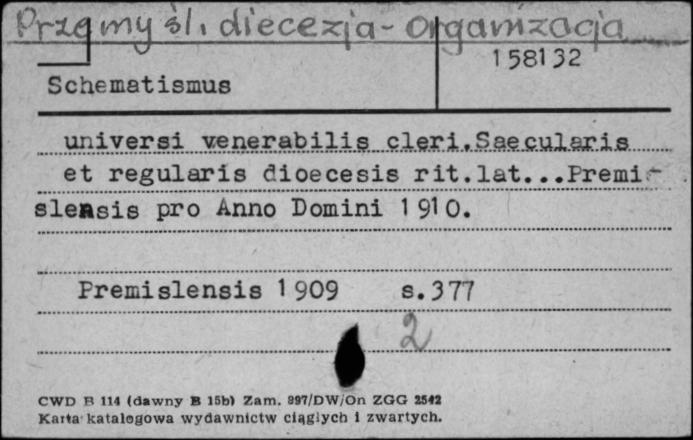 Przemyśl, diecezja - organizacja
158132
Schematismus
universi venerabilis cleri.Saecularis
et regularis dioecesis rit.lat...Premi-
slensis pro Anno Domini 1910.
Premislensis 1909 s.377
2
CWD B 114 (dawny B 15b) Zam. 897/DW/On ZGG 2542
Karta katalogowa wydawnictw ciągłych i zwartych.